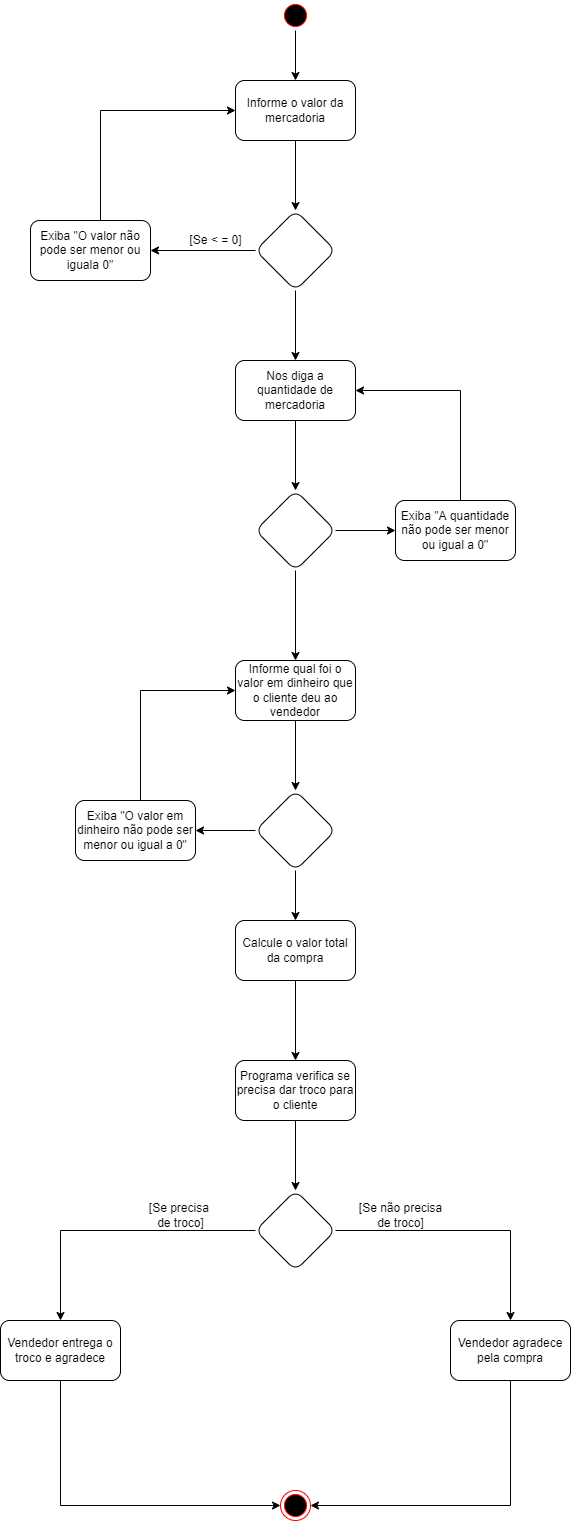 Informe o valor da
mercadoria
[Se < = 0]
Exiba "O valor não
pode ser menor ou
iguala 0"
Nos diga a
quantidade de
mercadoria
Exiba "A quantidade
não pode ser menor
ou igual a 0"
Informe qual foi o
valor em dinheiro que
o cliente deu ao
vendedor
Exiba "O valor em
dinheiro não pode ser
menor ou igual a 0"
Calcule o valor total
da compra
Programa verifica se
precisa dar troco para
o cliente
[Se precisa
de troco]
[Se não precisa
de troco]
Vendedor entrega o
troco e agradece
Vendedor agradece
pela compra